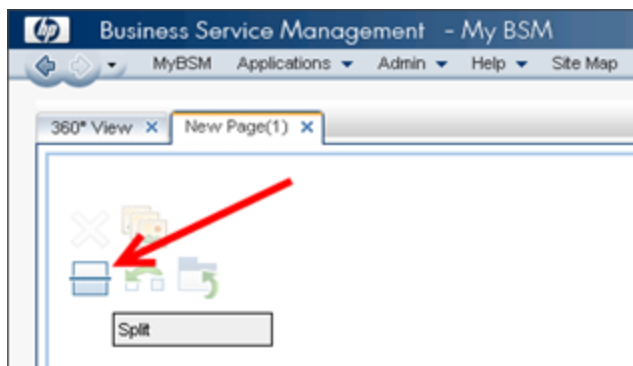 hp Business Service Management - My BSM
MyBSM Applications Admin Help Site Map
360° View New Page(1)
Split